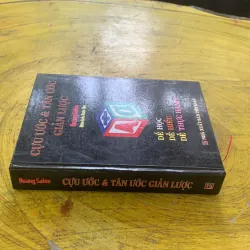 CỰU ƯỚC & TÂN ƯỚC
GIẢN LƯỢC
DỄ HỌC
DỄ HIỂU
DỄ THỰC HÀNH
CỰU ƯỚC & TÂN ƯỚC GIẢN LƯỢC